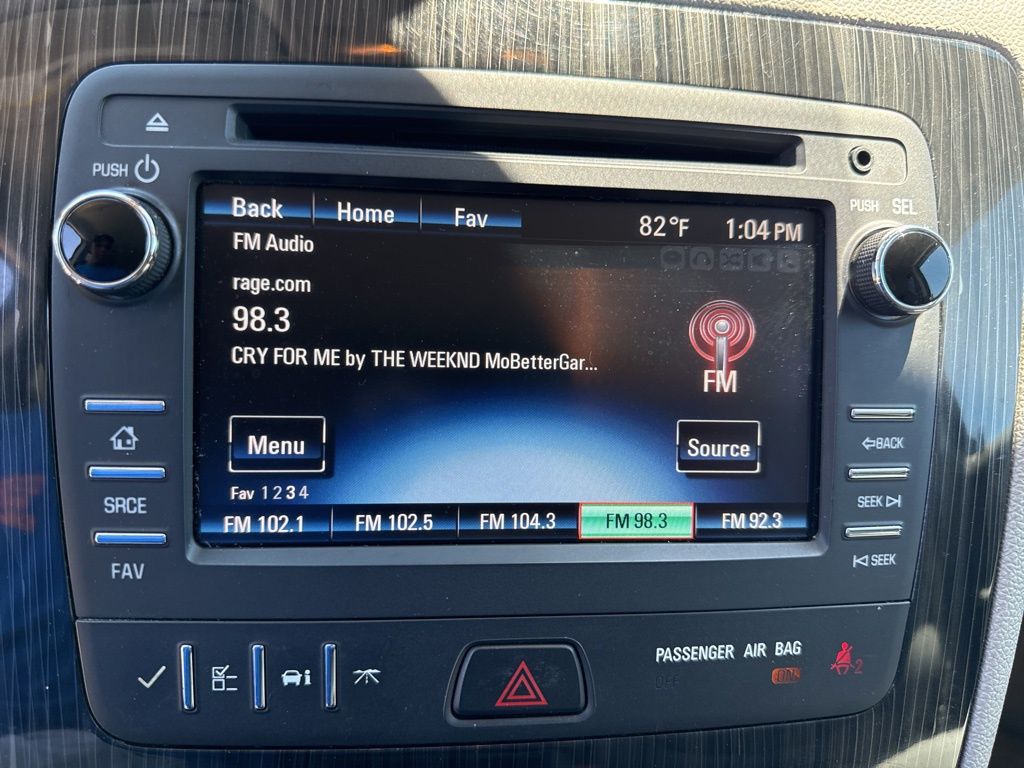 PUSH
PUSH SEL
Back Home Fav 82°F 1:04 PM
FM Audio
rage.com
98.3
CRY FOR ME by THE WEEKND MoBetterGar...
FM
Menu Source
Fav 1 2 3 4
FM 102.1 FM 102.5 FM 104.3 FM 98.3 FM 92.3
SRCE
FAV
BACK
SEEK
SEEK
PASSENGER AIR BAG
OFF ON
2